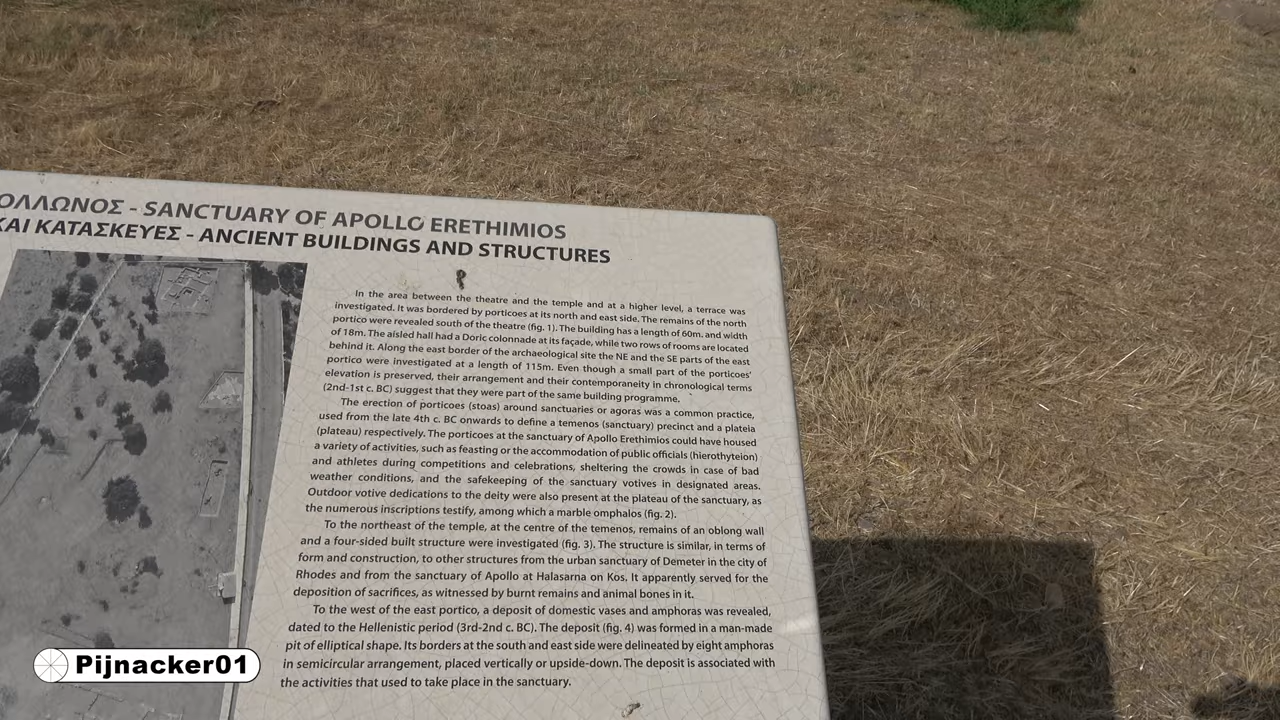 ΟΛΛΩΝΟΣ - SANCTUARY OF APOLLO ERETHIMIOS
ΚΑΙ ΚΑΤΑΣΚΕΥΕΣ - ANCIENT BUILDINGS AND STRUCTURES
In the area between the theatre and the temple and at a higher level, a terrace was
investigated. It was bordered by porticoes at its north and east side. The remains of the north
portico were revealed south of the theatre (fig. 1). The building has a length of 60m. and width
of 18m. The aisled hall had a Doric colonnade at its façade, while two rows of rooms are located
behind it. Along the east border of the archaeological site the NE and the SE parts of the east
portico were investigated at a length of 115m. Even though a small part of the porticoes'
elevation is preserved, their arrangement and their contemporaneity in chronological terms
(2nd-1st c. BC) suggest that they were part of the same building programme.
The erection of porticoes (stoas) around sanctuaries or agoras was a common practice,
used from the late 4th c. BC onwards to define a temenos (sanctuary) precinct and a plateia
(plateau) respectively. The porticoes at the sanctuary of Apollo Erethimios could have housed
a variety of activities, such as feasting or the accommodation of public officials (hierothyteion)
and athletes during competitions and celebrations, sheltering the crowds in case of bad
weather conditions, and the safekeeping of the sanctuary votives in designated areas.
Outdoor votive dedications to the deity were also present at the plateau of the sanctuary, as
the numerous inscriptions testify, among which a marble omphalos (fig. 2).
To the northeast of the temple, at the centre of the temenos, remains of an oblong wall
and a four-sided built structure were investigated (fig. 3). The structure is similar, in terms of
form and construction, to other structures from the urban sanctuary of Demeter in the city of
Rhodes and from the sanctuary of Apollo at Halasarna on Kos. It apparently served for the
deposition of sacrifices, as witnessed by burnt remains and animal bones in it.
To the west of the east portico, a deposit of domestic vases and amphoras was revealed,
dated to the Hellenistic period (3rd-2nd c. BC). The deposit (fig. 4) was formed in a man-made
pit of elliptical shape. Its borders at the south and east side were delineated by eight amphoras
in semicircular arrangement, placed vertically or upside-down. The deposit is associated with
the activities that used to take place in the sanctuary.
Pijnacker01